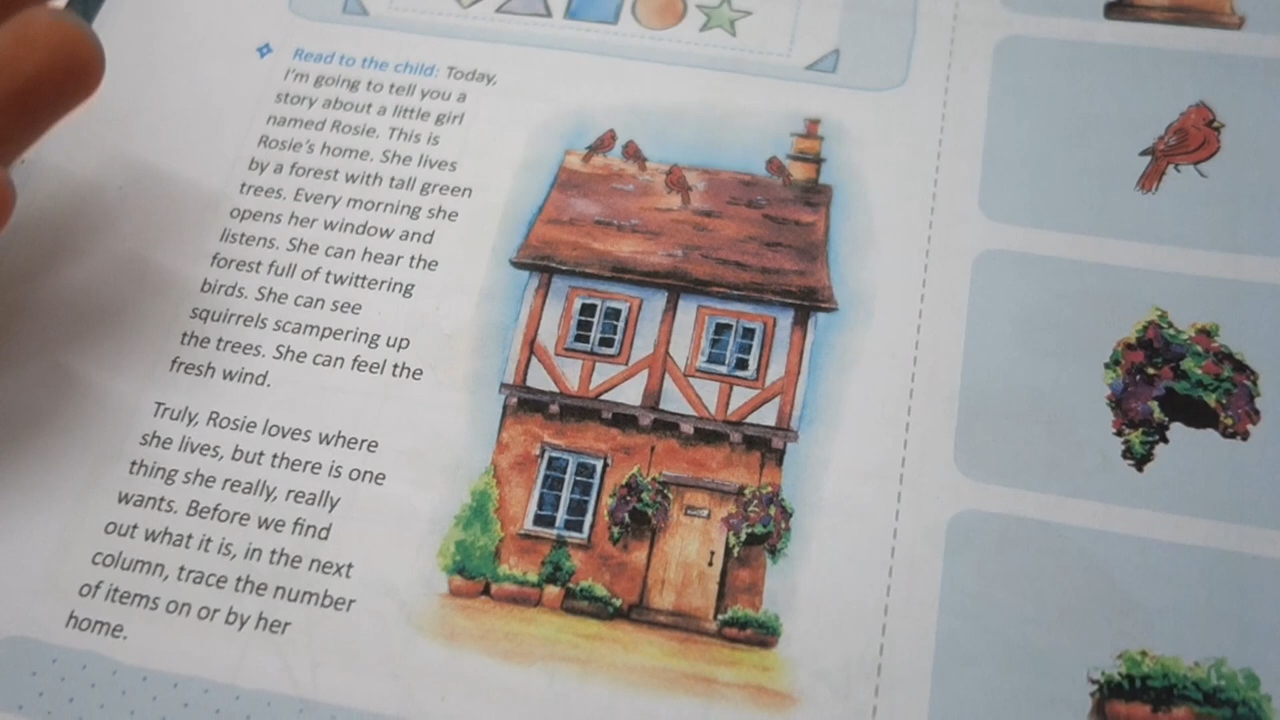 Read to the child: Today,
I'm going to tell you a
story about a little girl
named Rosie. This is
Rosie's home. She lives
by a forest with tall green
trees. Every morning she
opens her window and
listens. She can hear the
forest full of twittering
birds. She can see
squirrels scampering up
the trees. She can feel the
fresh wind.
Truly, Rosie loves where
she lives, but there is one
thing she really, really
wants. Before we find
out what it is, in the next
column, trace the number
of items on or by her
home.